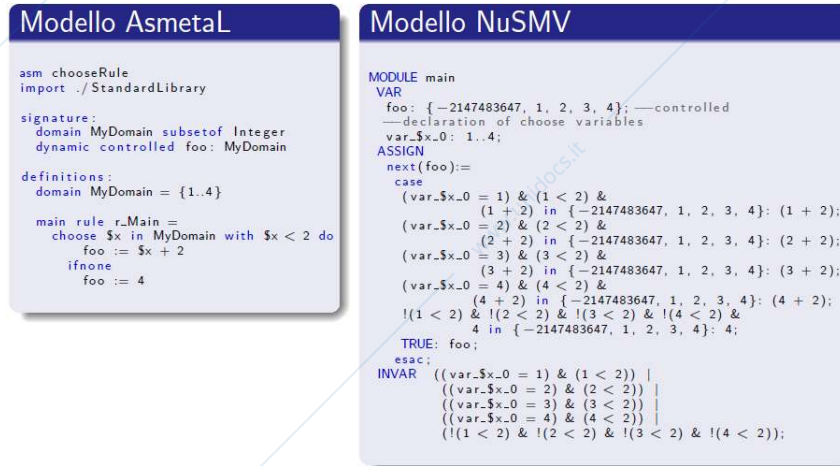 Modello AsmetaL
asm chooseRule
import ./StandardLibrary
signature:
domain MyDomain subsetof Integer
dynamic controlled foo: MyDomain
definitions:
domain MyDomain = {1..4}
main rule r_Main =
choose $x in MyDomain with $x < 2 do
foo := $x + 2
ifnone
foo := 4
Modello NuSMV
MODULE main
VAR
foo: {-2147483647, 1, 2, 3, 4}; --controlled
--declaration of choose variables
var_$x_0: 1..4;
ASSIGN
next(foo):=
case
(var_$x_0 = 1) & (1 < 2) &
(1 + 2) in {-2147483647, 1, 2, 3, 4}: (1 + 2);
(var_$x_0 = 2) & (2 < 2) &
(2 + 2) in {-2147483647, 1, 2, 3, 4}: (2 + 2);
(var_$x_0 = 3) & (3 < 2) &
(3 + 2) in {-2147483647, 1, 2, 3, 4}: (3 + 2);
(var_$x_0 = 4) & (4 < 2) &
(4 + 2) in {-2147483647, 1, 2, 3, 4}: (4 + 2);
!(1 < 2) & !(2 < 2) & !(3 < 2) & !(4 < 2) &
4 in {-2147483647, 1, 2, 3, 4}: 4;
TRUE: foo;
esac;
INVAR ((var_$x_0 = 1) & (1 < 2)) |
((var_$x_0 = 2) & (2 < 2)) |
((var_$x_0 = 3) & (3 < 2)) |
((var_$x_0 = 4) & (4 < 2)) |
(!(1 < 2) & !(2 < 2) & !(3 < 2) & !(4 < 2));